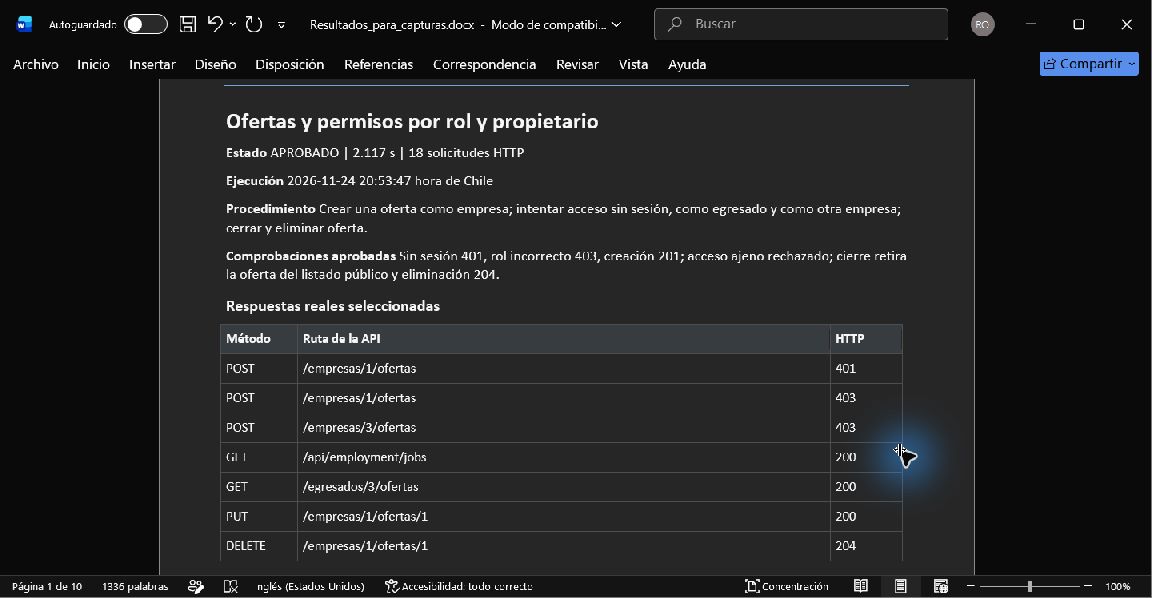 Autoguardado
Resultados_para_capturas.docx - Modo de compatibi...
Buscar
RO
Archivo Inicio Insertar Diseño Disposición Referencias Correspondencia Revisar Vista Ayuda
Compartir
Ofertas y permisos por rol y propietario
Estado APROBADO | 2.117 s | 18 solicitudes HTTP
Ejecución 2026-11-24 20:53:47 hora de Chile
Procedimiento Crear una oferta como empresa; intentar acceso sin sesión, como egresado y como otra empresa;
cerrar y eliminar oferta.
Comprobaciones aprobadas Sin sesión 401, rol incorrecto 403, creación 201; acceso ajeno rechazado; cierre retira
la oferta del listado público y eliminación 204.
Respuestas reales seleccionadas
Método Ruta de la API HTTP
POST /empresas/1/ofertas 401
POST /empresas/1/ofertas 403
POST /empresas/3/ofertas 403
GET /api/employment/jobs 200
GET /egresados/3/ofertas 200
PUT /empresas/1/ofertas/1 200
DELETE /empresas/1/ofertas/1 204
Página 1 de 10 1336 palabras nglés (Estados Unidos) Accesibilidad: todo correcto Concentración 100%